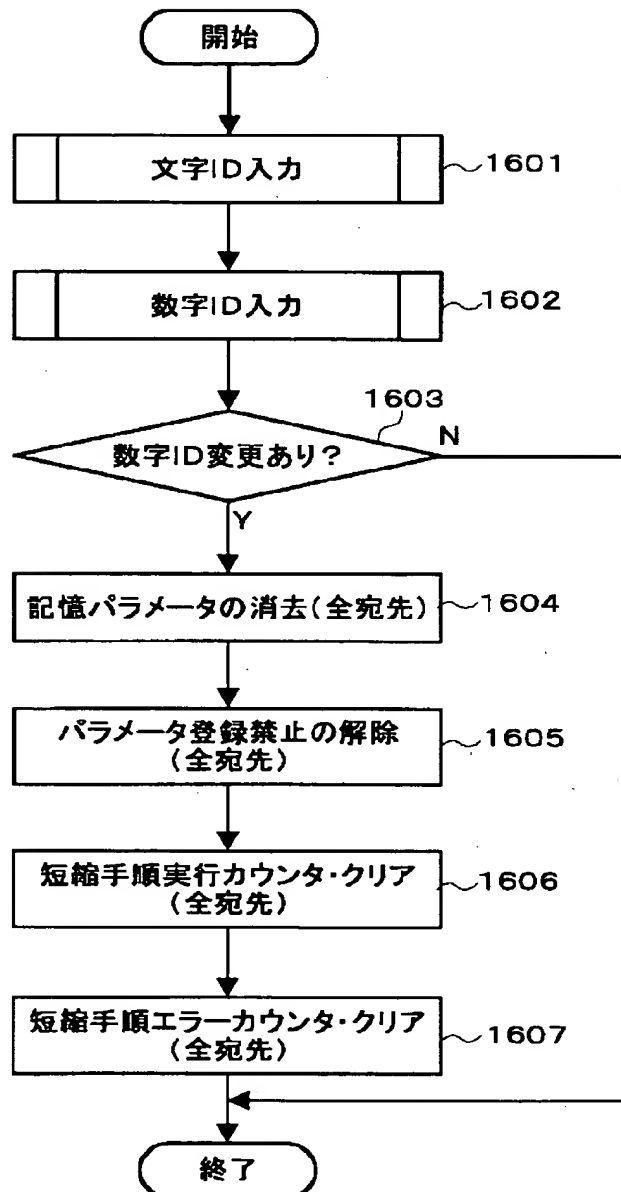 開始
文字ID入力
1601
数字ID入力
1602
1603
数字ID変更あり?
N
Y
記憶パラメータの消去(全宛先)
1604
パラメータ登録禁止の解除
(全宛先)
1605
短縮手順実行カウンタ・クリア
(全宛先)
1606
短縮手順エラーカウンタ・クリア
(全宛先)
1607
終了